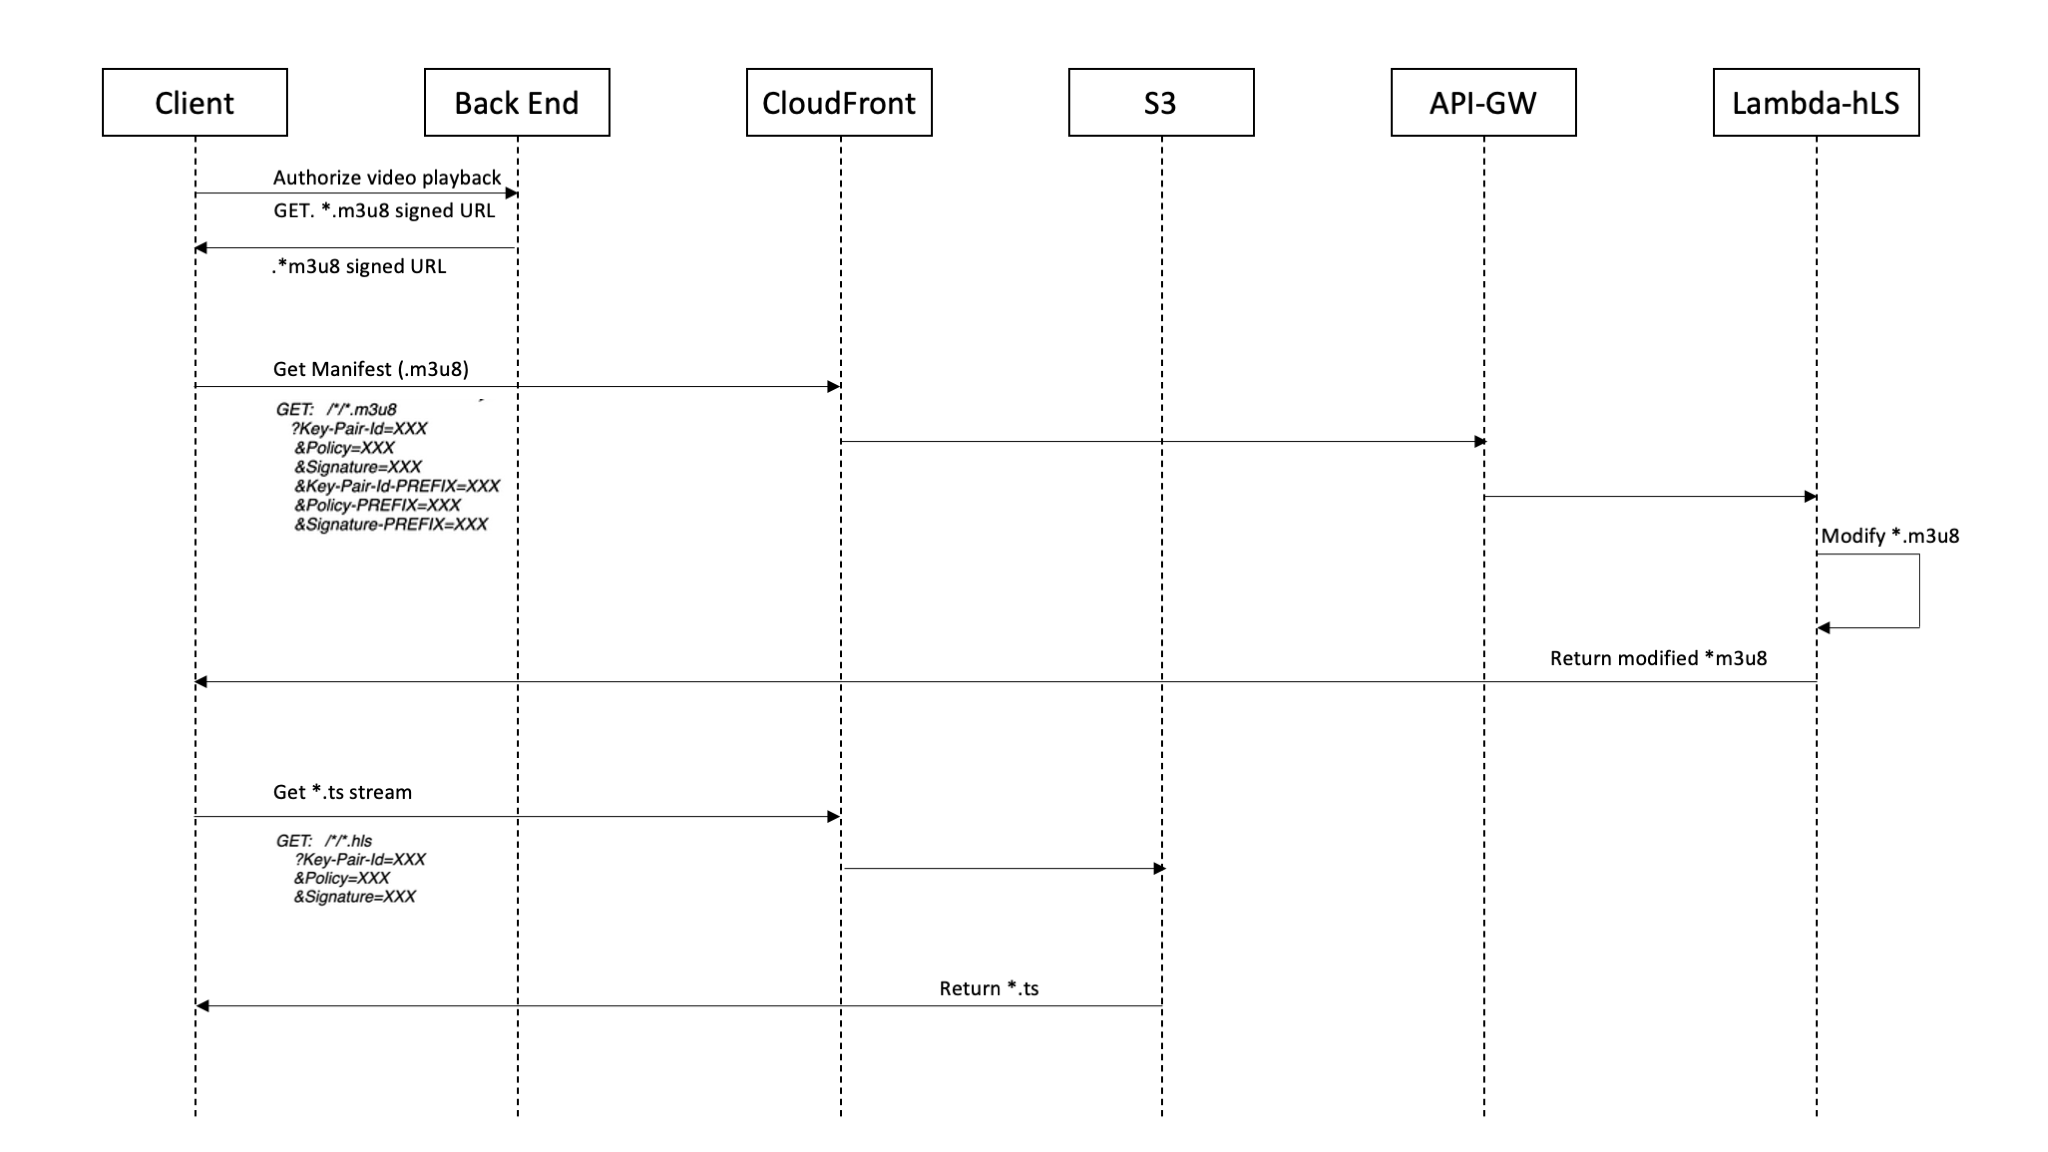 Client
Back End
CloudFront
S3
API-GW
Lambda-hLS
Authorize video playback
GET. *.m3u8 signed URL
.*m3u8 signed URL
Get Manifest (.m3u8)
GET: /*/*.m3u8
?Key-Pair-Id=XXX
&Policy=XXX
&Signature=XXX
&Key-Pair-Id-PREFIX=XXX
&Policy-PREFIX=XXX
&Signature-PREFIX=XXX
Modify *.m3u8
Return modified *m3u8
Get *.ts stream
GET: /*/*.hls
?Key-Pair-Id=XXX
&Policy=XXX
&Signature=XXX
Return *.ts